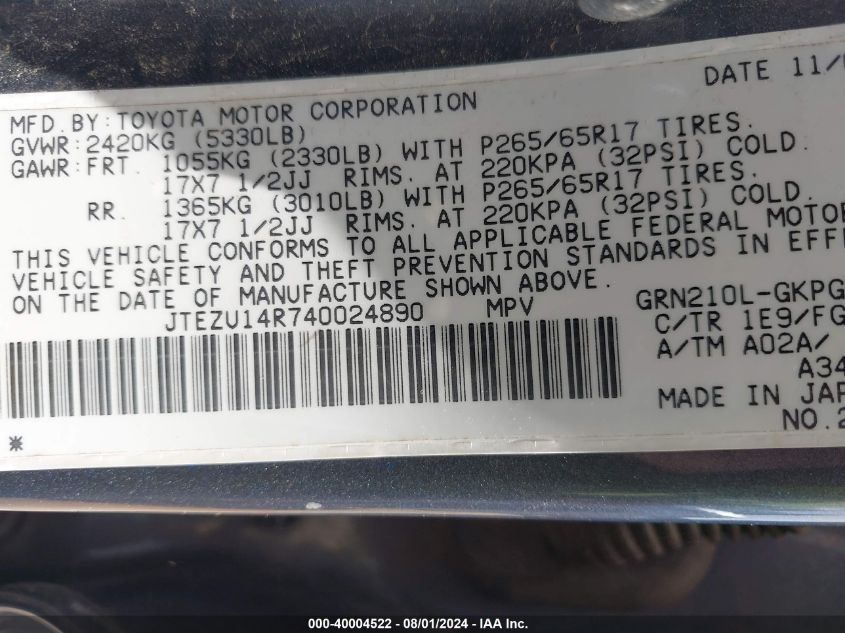 DATE 11/
MFD.BY:TOYOTA MOTOR CORPORATION
GVWR:2420KG (5330LB)
GAWR:FRT. 1055KG (2330LB) WITH P265/65R17 TIRES.
17X7 1/2JJ RIMS. AT 220KPA (32PSI) COLD.
RR. 1365KG (3010LB) WITH P265/65R17 TIRES.
17X7 1/2JJ RIMS. AT 220KPA (32PSI) COLD.
THIS VEHICLE CONFORMS TO ALL APPLICABLE FEDERAL MOTOR
VEHICLE SAFETY AND THEFT PREVENTION STANDARDS IN EFFE
ON THE DATE OF MANUFACTURE SHOWN ABOVE.
JTEZU14R740024890 MPV
GRN210L-GKPG
C/TR 1E9/FG
A/TM A02A/
A34
MADE IN JAP
NO.2
*
000-40004522 - 08/01/2024 - IAA Inc.